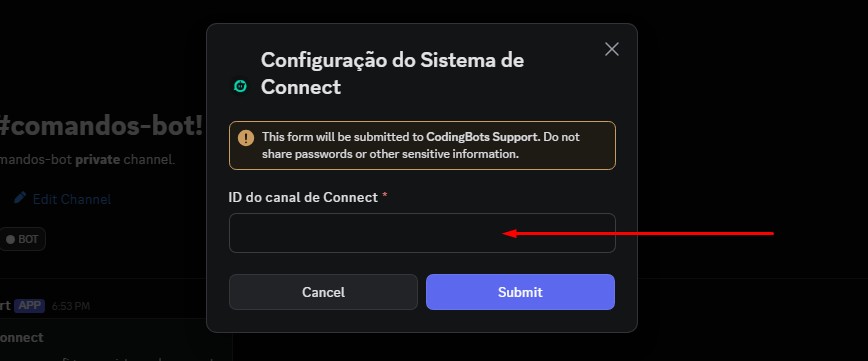 Configuração do Sistema de
Connect
#comandos-bot!
This form will be submitted to CodingBots Support. Do not
share passwords or other sensitive information.
mandos-bot private channel.
Edit Channel
ID do canal de Connect *
BOT
Cancel
Submit
rt APP 6:53 PM
onnect